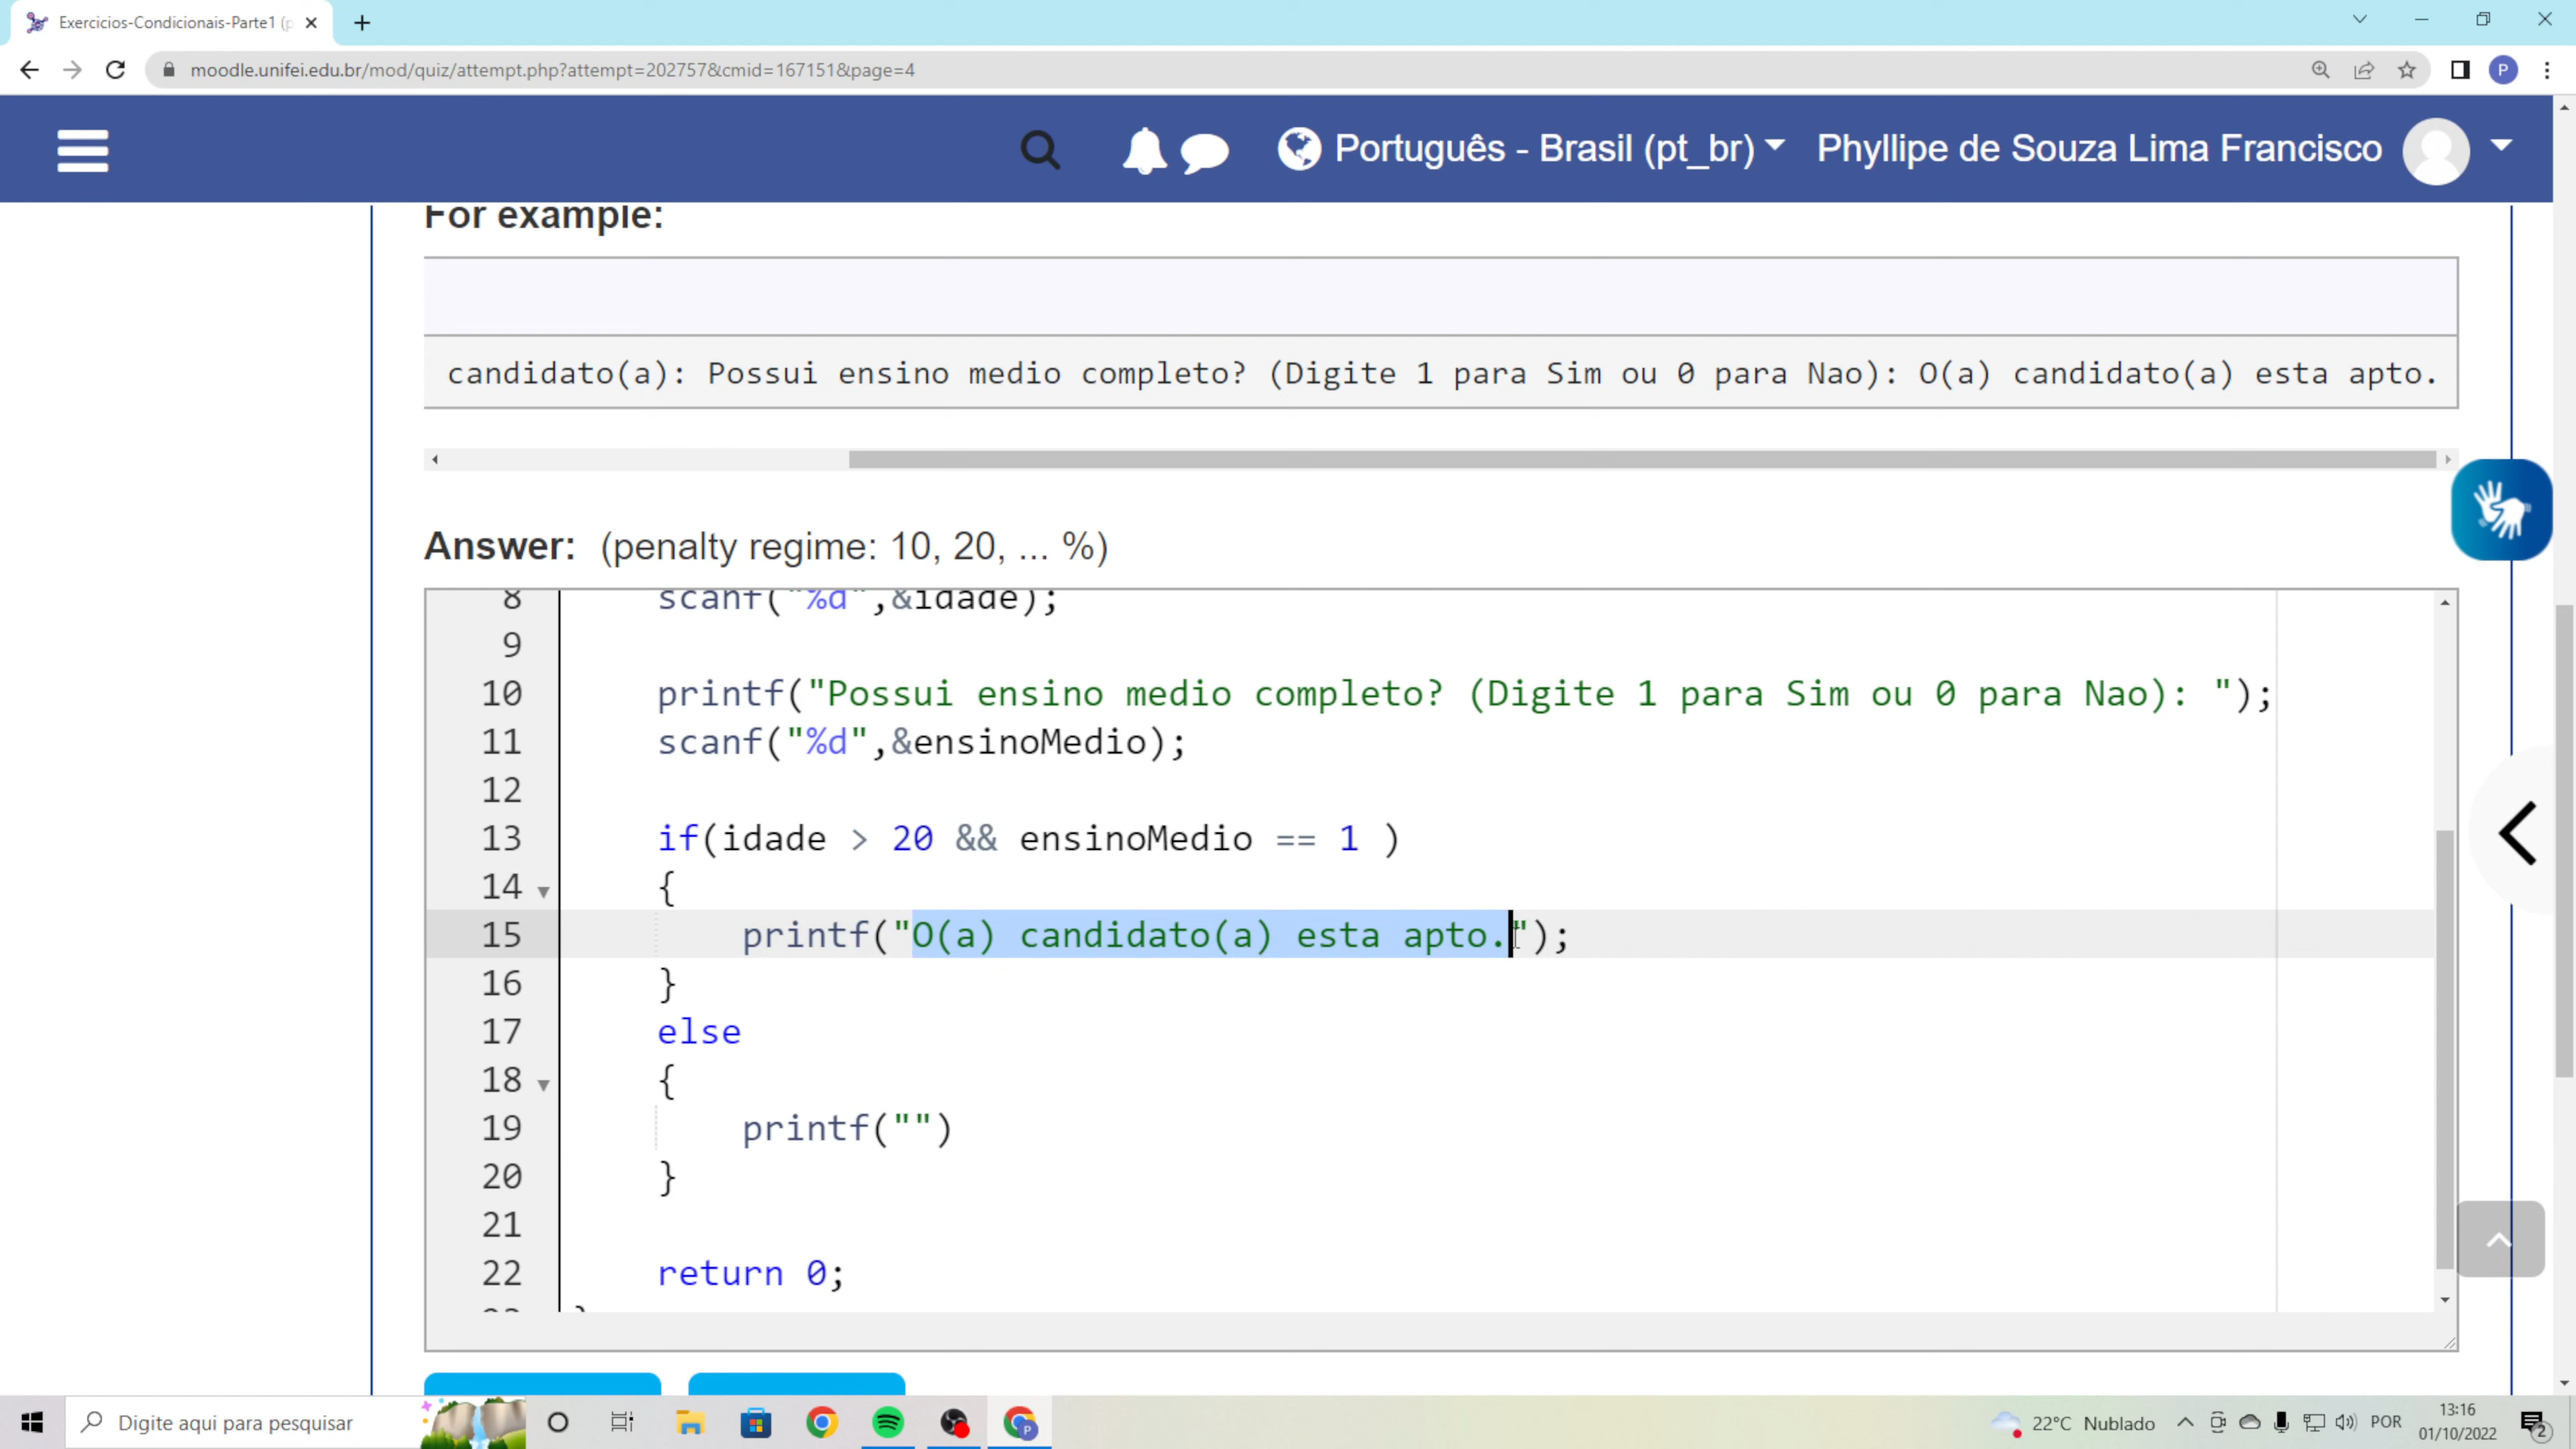 Exercicios-Condicionais-Parte1 (p
moodle.unifei.edu.br/mod/quiz/attempt.php?attempt=202757&cmid=167151&page=4
P
Português - Brasil (pt_br)
Phyllipe de Souza Lima Francisco
For example:
candidato(a): Possui ensino medio completo? (Digite 1 para Sim ou 0 para Nao): O(a) candidato(a) esta apto.
Answer: (penalty regime: 10, 20, ... %)
8 scanf("%d",&idade);
9
10 printf("Possui ensino medio completo? (Digite 1 para Sim ou 0 para Nao): ");
11 scanf("%d",&ensinoMedio);
12
13 if(idade > 20 && ensinoMedio == 1 )
14 {
15 printf("O(a) candidato(a) esta apto.");
16 }
17 else
18 {
19 printf("")
20 }
21
22 return 0;
Digite aqui para pesquisar
P
22°C Nublado
POR
13:16
01/10/2022
2